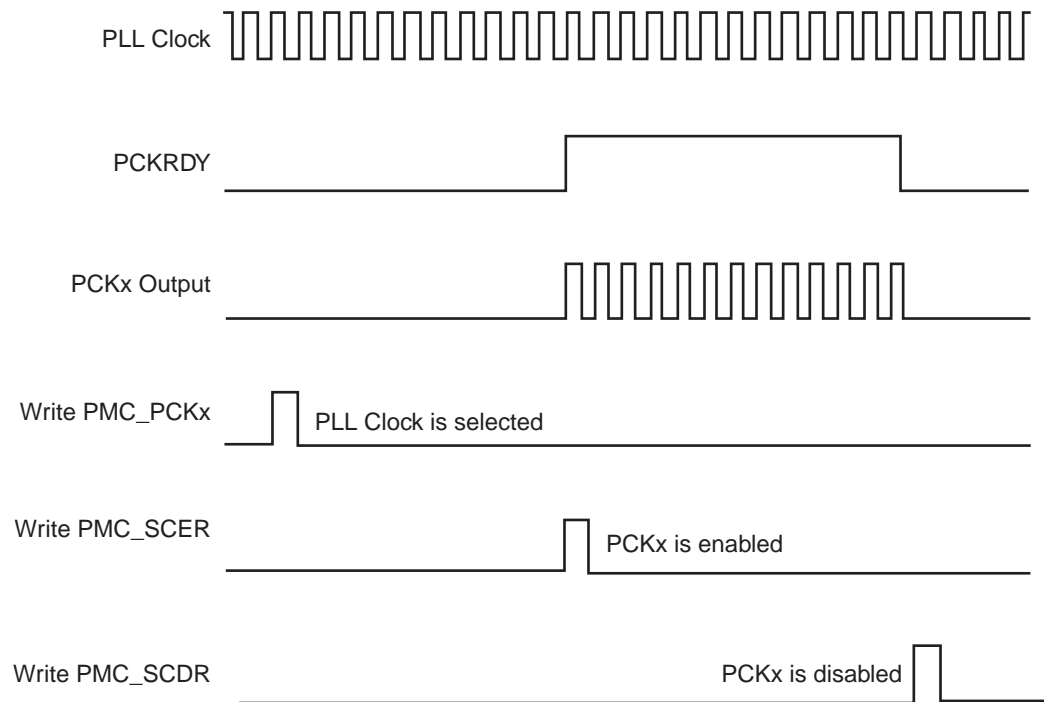 PLL Clock
PCKRDY
PCKx Output
Write PMC_PCKx
PLL Clock is selected
Write PMC_SCER
PCKx is enabled
Write PMC_SCDR
PCKx is disabled